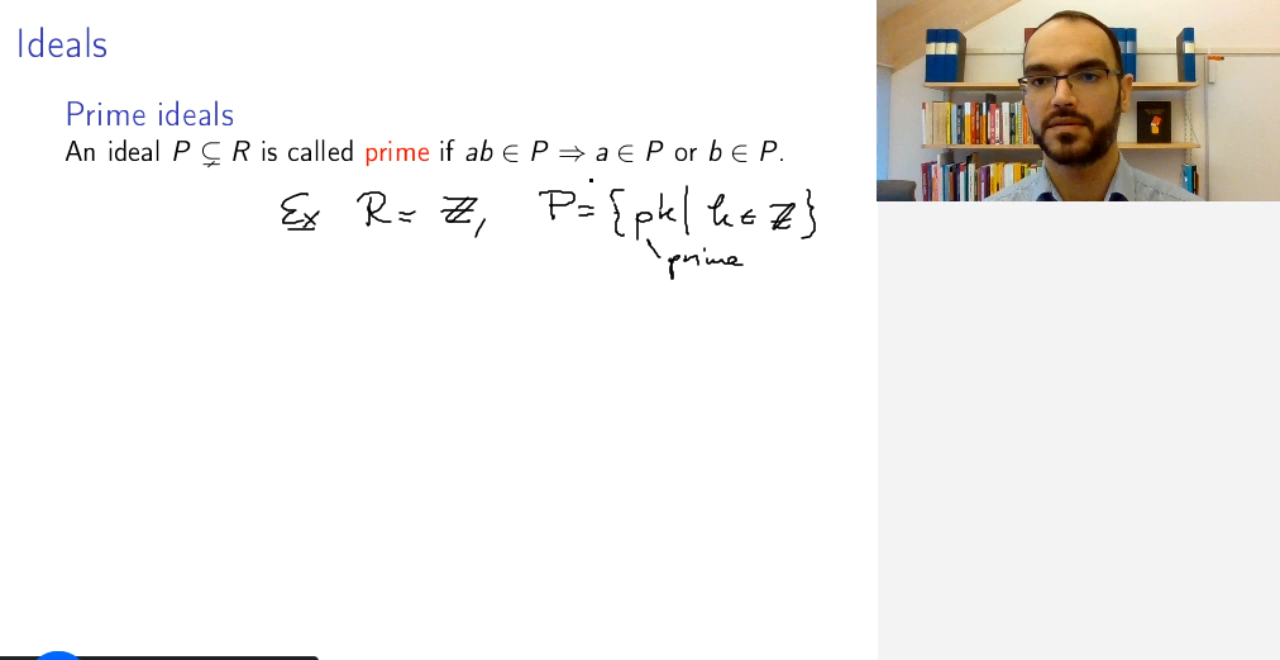 Ideals
Prime ideals
An ideal P ⊊ R is called prime if ab ∈ P ⇒ a ∈ P or b ∈ P.
Ex R = ℤ, P = {pk | k ∈ ℤ}
prime